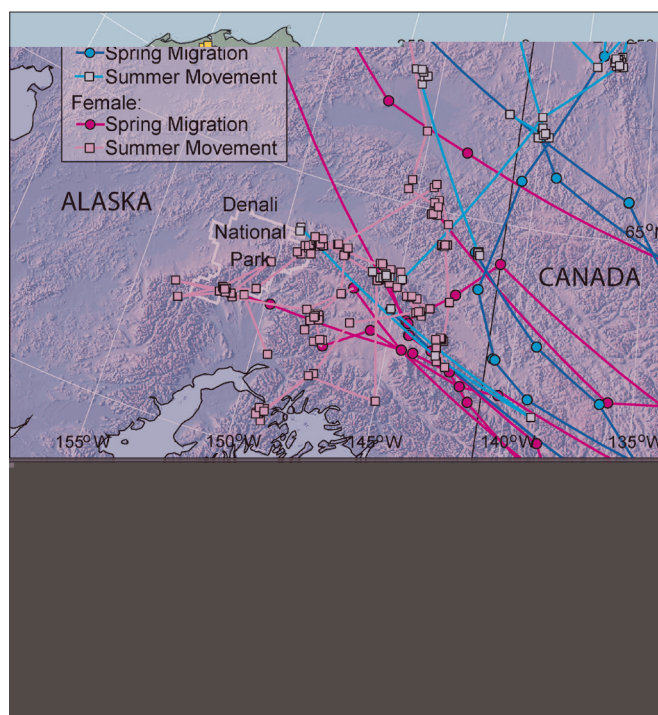 Spring Migration
Summer Movement
Female:
Spring Migration
Summer Movement
ALASKA
Denali
National
Park
65°
CANADA
155°W
150°W
145°W
140°W
135°W